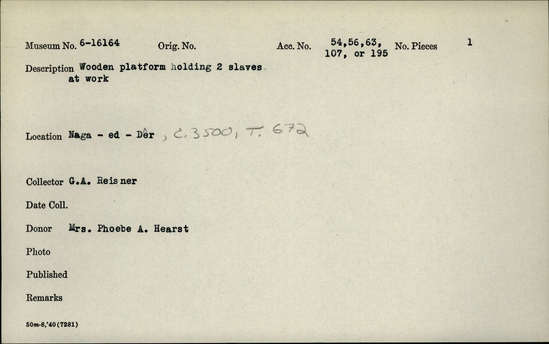 Museum No. 6-16164 Orig. No. Acc. No. 54,56,63, No. Pieces 1
107, or 195
Description Wooden platform holding 2 slaves
at work
Location Naga - ed - Dêr , C.3500, T. 672
Collector G.A. Reisner
Date Coll.
Donor Mrs. Phoebe A. Hearst
Photo
Published
Remarks
50m-8,'40(7281)